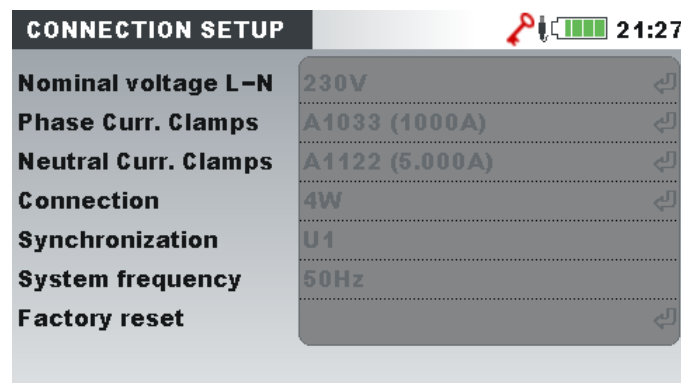 CONNECTION SETUP 21:27
Nominal voltage L-N 230V
Phase Curr. Clamps A1033 (1000A)
Neutral Curr. Clamps A1122 (5.000A)
Connection 4W
Synchronization U1
System frequency 50Hz
Factory reset